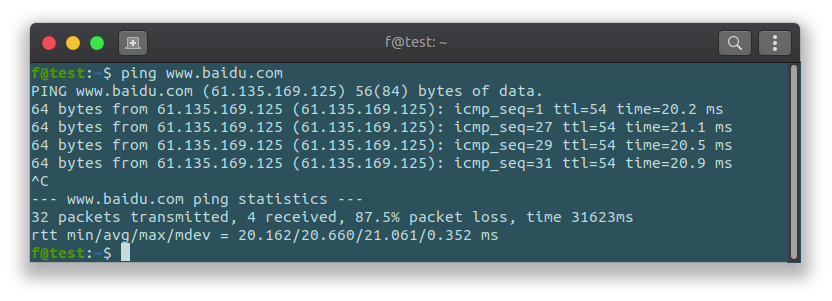 f@test: ~
f@test:~$ ping www.baidu.com
PING www.baidu.com (61.135.169.125) 56(84) bytes of data.
64 bytes from 61.135.169.125 (61.135.169.125): icmp_seq=1 ttl=54 time=20.2 ms
64 bytes from 61.135.169.125 (61.135.169.125): icmp_seq=27 ttl=54 time=21.1 ms
64 bytes from 61.135.169.125 (61.135.169.125): icmp_seq=29 ttl=54 time=20.5 ms
64 bytes from 61.135.169.125 (61.135.169.125): icmp_seq=31 ttl=54 time=20.9 ms
^C
--- www.baidu.com ping statistics ---
32 packets transmitted, 4 received, 87.5% packet loss, time 31623ms
rtt min/avg/max/mdev = 20.162/20.660/21.061/0.352 ms
f@test:~$